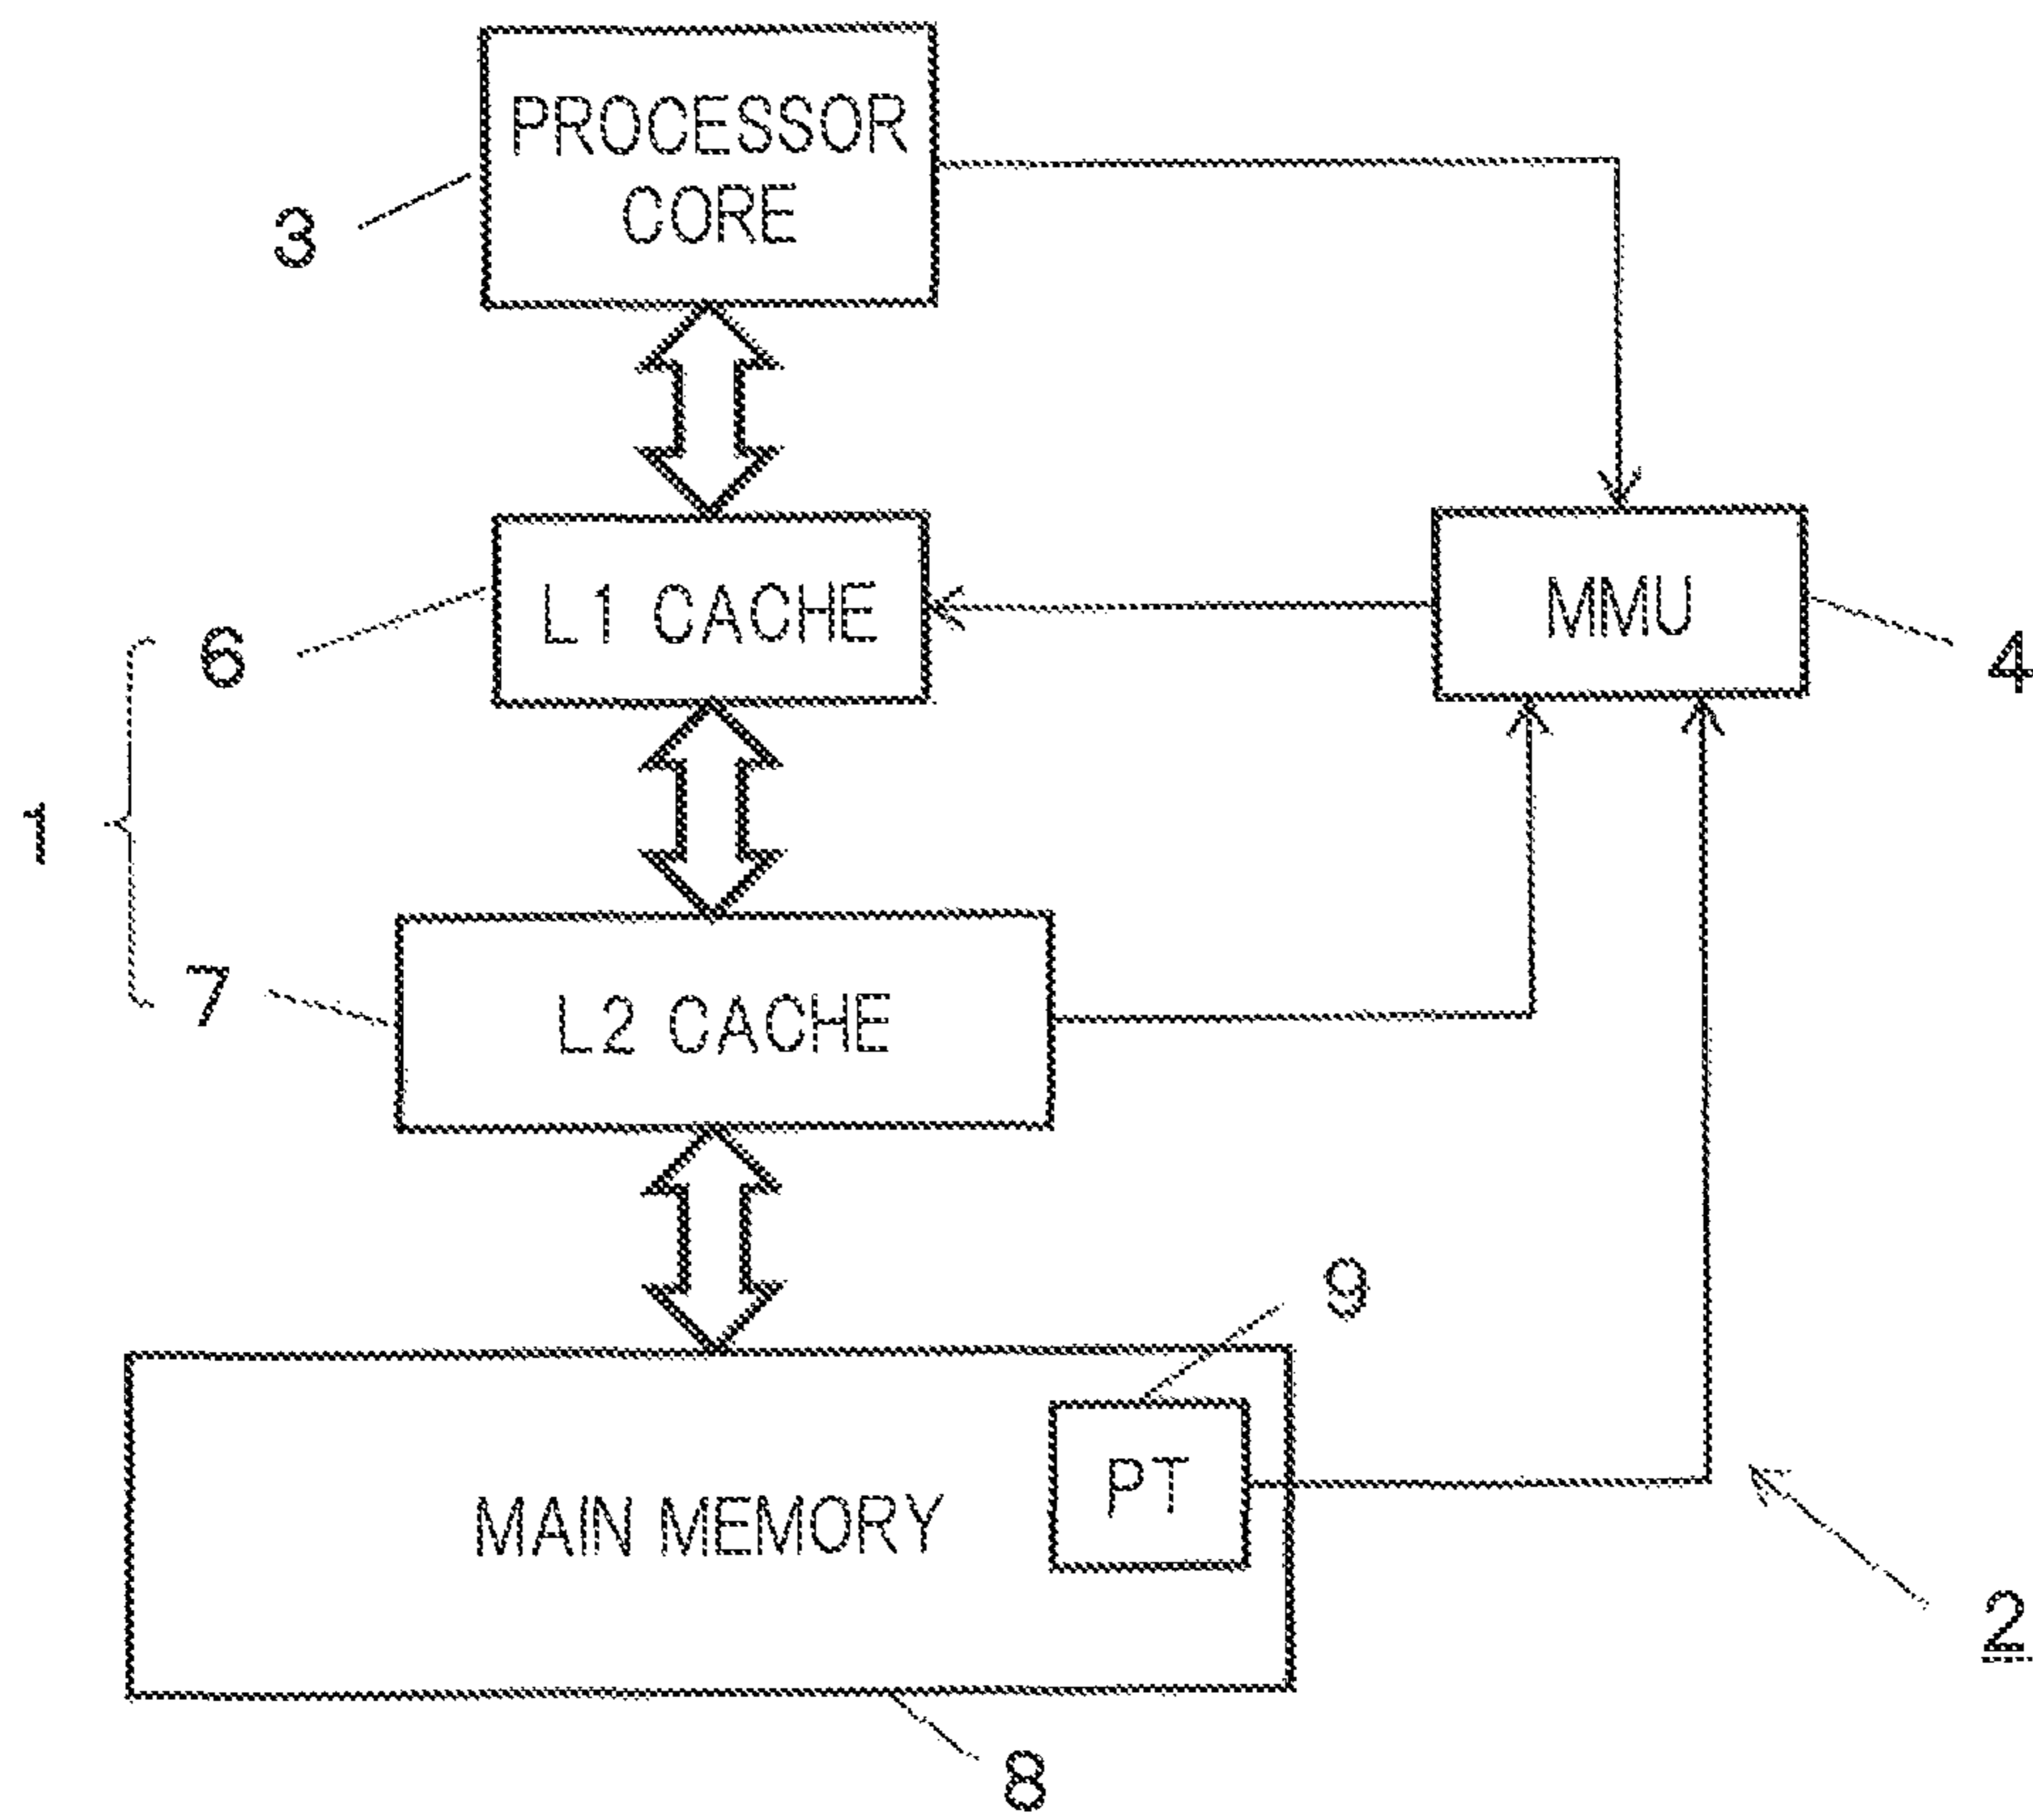 PROCESSOR
CORE
3
L1 CACHE
MMU
6
4
1
7
L2 CACHE
9
PT
MAIN MEMORY
2
8